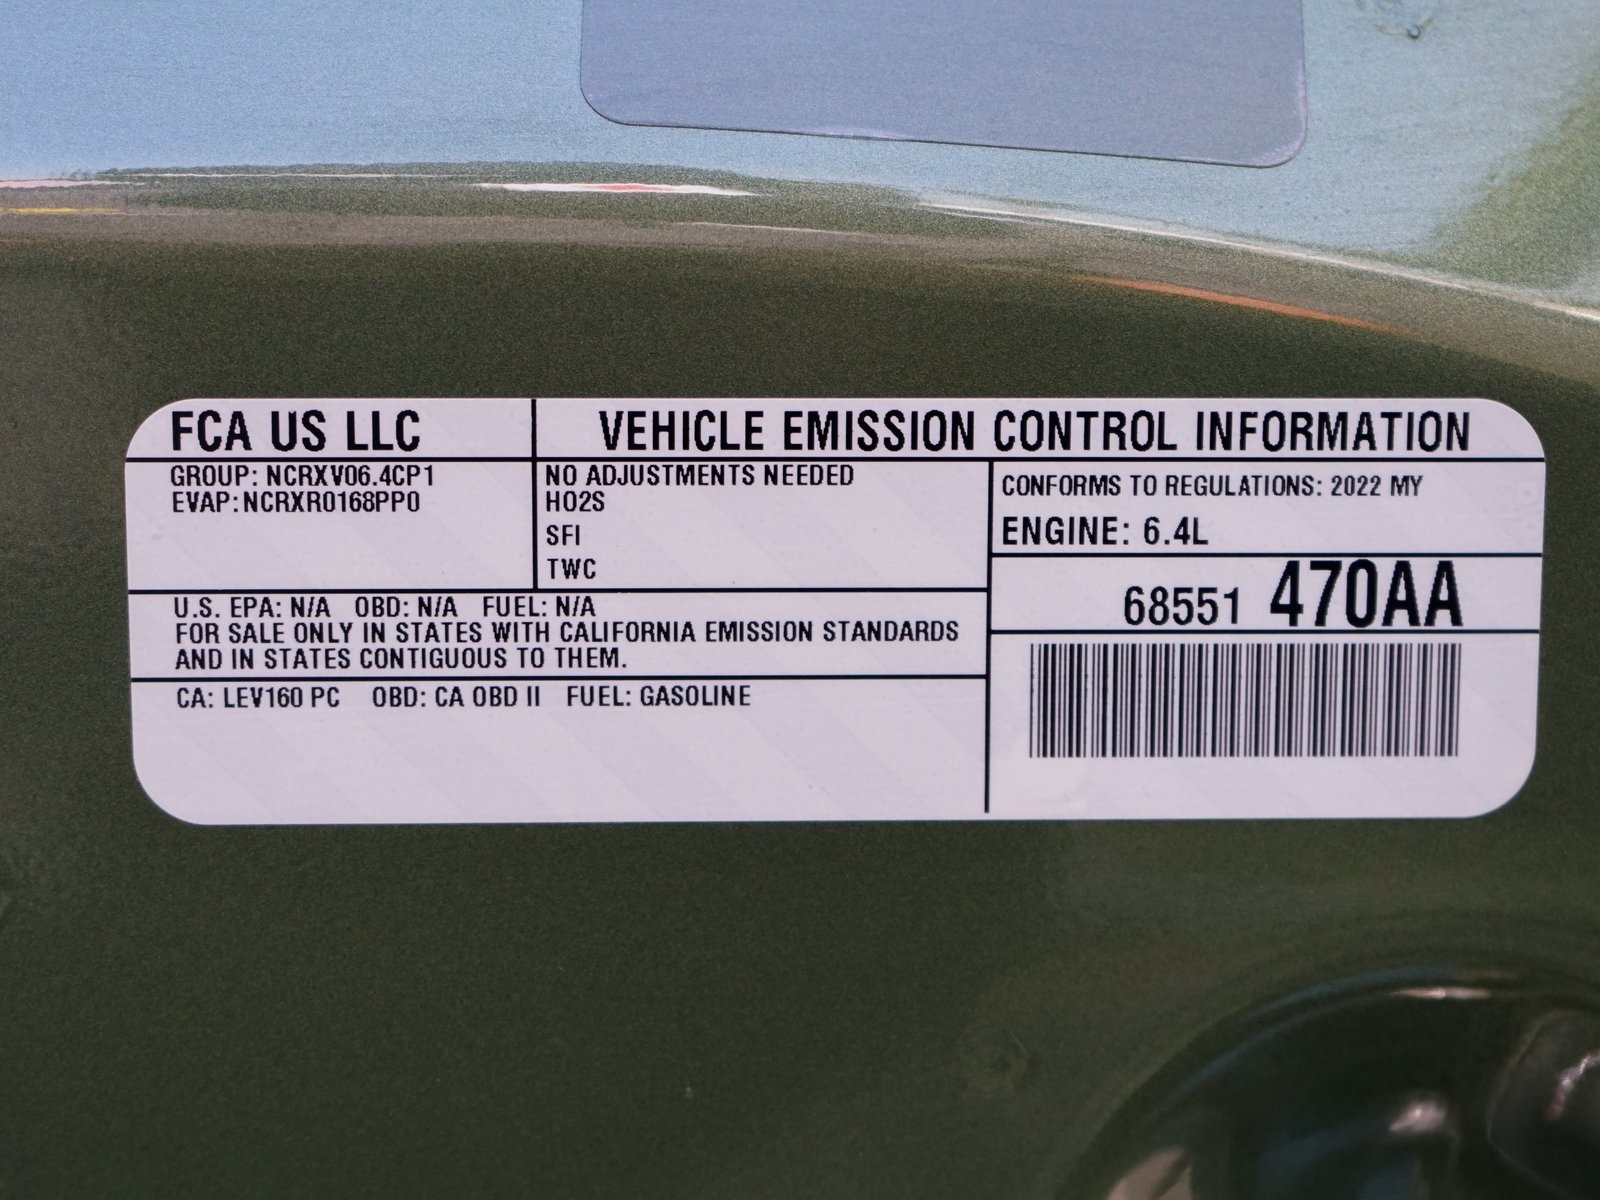 FCA US LLC
VEHICLE EMISSION CONTROL INFORMATION
GROUP: NCRXV06.4CP1
EVAP: NCRXR0168PP0
NO ADJUSTMENTS NEEDED
HO2S
SFI
TWC
CONFORMS TO REGULATIONS: 2022 MY
ENGINE: 6.4L
68551 470AA
U.S. EPA: N/A OBD: N/A FUEL: N/A
FOR SALE ONLY IN STATES WITH CALIFORNIA EMISSION STANDARDS
AND IN STATES CONTIGUOUS TO THEM.
CA: LEV160 PC OBD: CA OBD II FUEL: GASOLINE